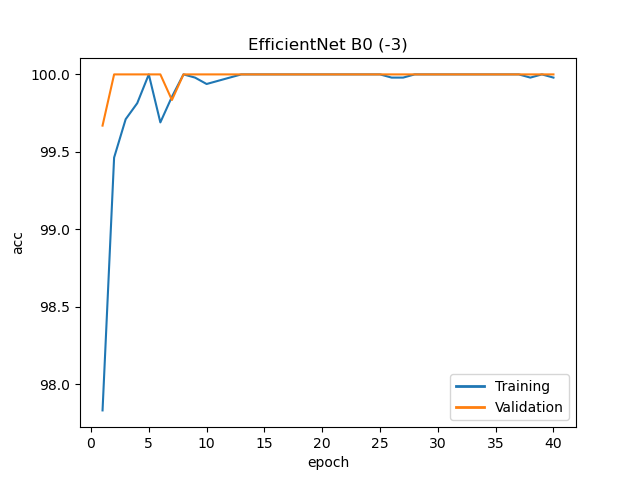 EfficientNet B0 (-3)
100.0
99.5
99.0
98.5
98.0
acc
Training
Validation
0 5 10 15 20 25 30 35 40
epoch